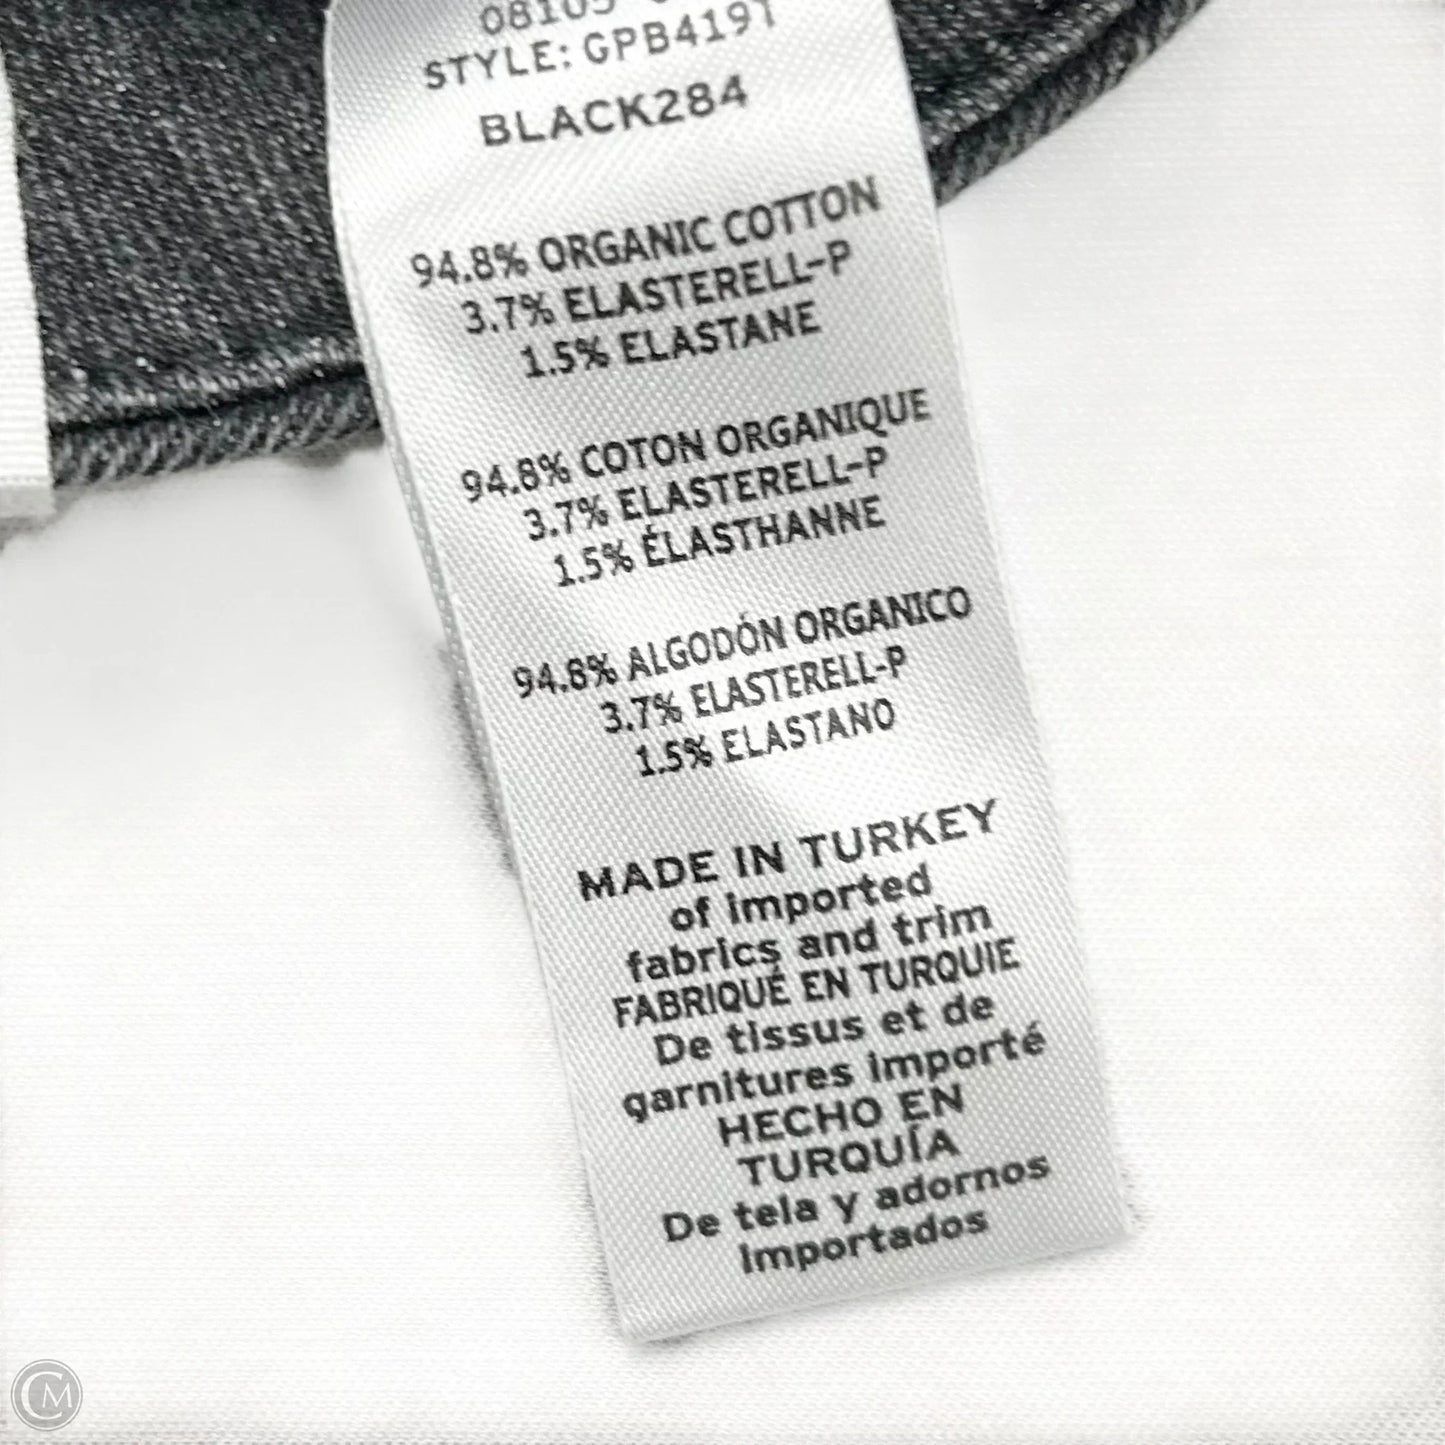 STYLE: GPB419T
BLACK284
94.8% ORGANIC COTTON
3.7% ELASTERELL-P
1.5% ELASTANE
94.8% COTON ORGANIQUE
3.7% ELASTERELL-P
1.5% ÉLASTHANNE
94.8% ALGODÓN ORGANICO
3.7% ELASTERELL-P
1.5% ELASTANO
MADE IN TURKEY
of imported
fabrics and trim
FABRIQUÉ EN TURQUIE
De tissus et de
garnitures importé
HECHO EN
TURQUÍA
De tela y adornos
importados
CM